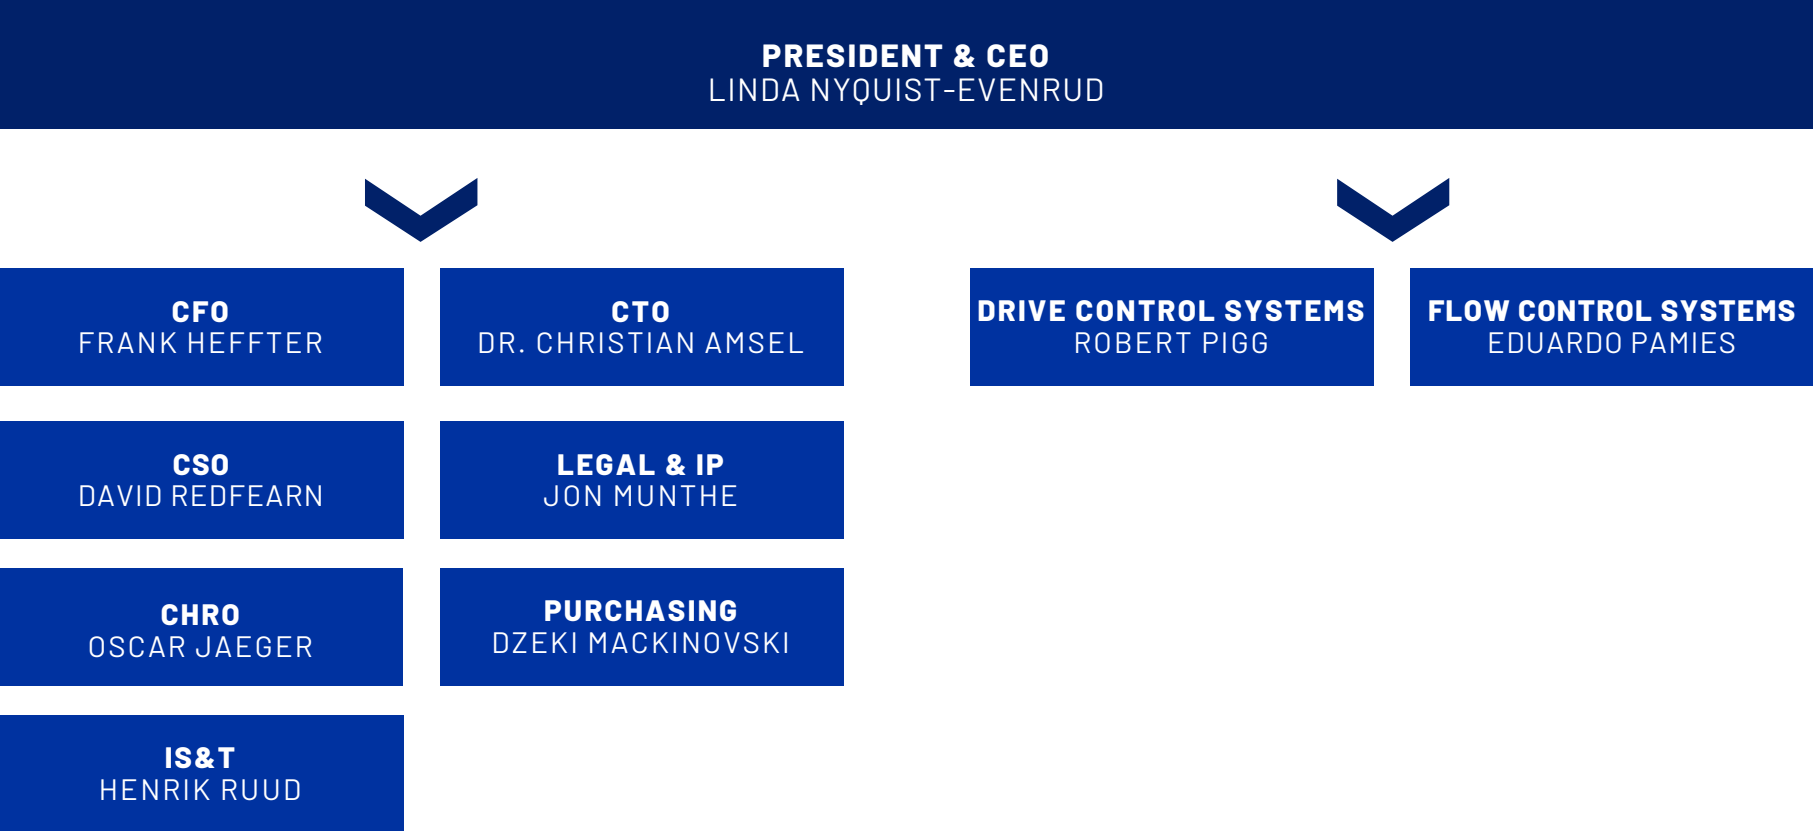 PRESIDENT & CEO
LINDA NYQUIST-EVENRUD
CFO
FRANK HEFFTER
CTO
DR. CHRISTIAN AMSEL
DRIVE CONTROL SYSTEMS
ROBERT PIGG
FLOW CONTROL SYSTEMS
EDUARDO PAMIES
CSO
DAVID REDFEARN
LEGAL & IP
JON MUNTHE
CHRO
OSCAR JAEGER
PURCHASING
DZEKI MACKINOVSKI
IS&T
HENRIK RUUD